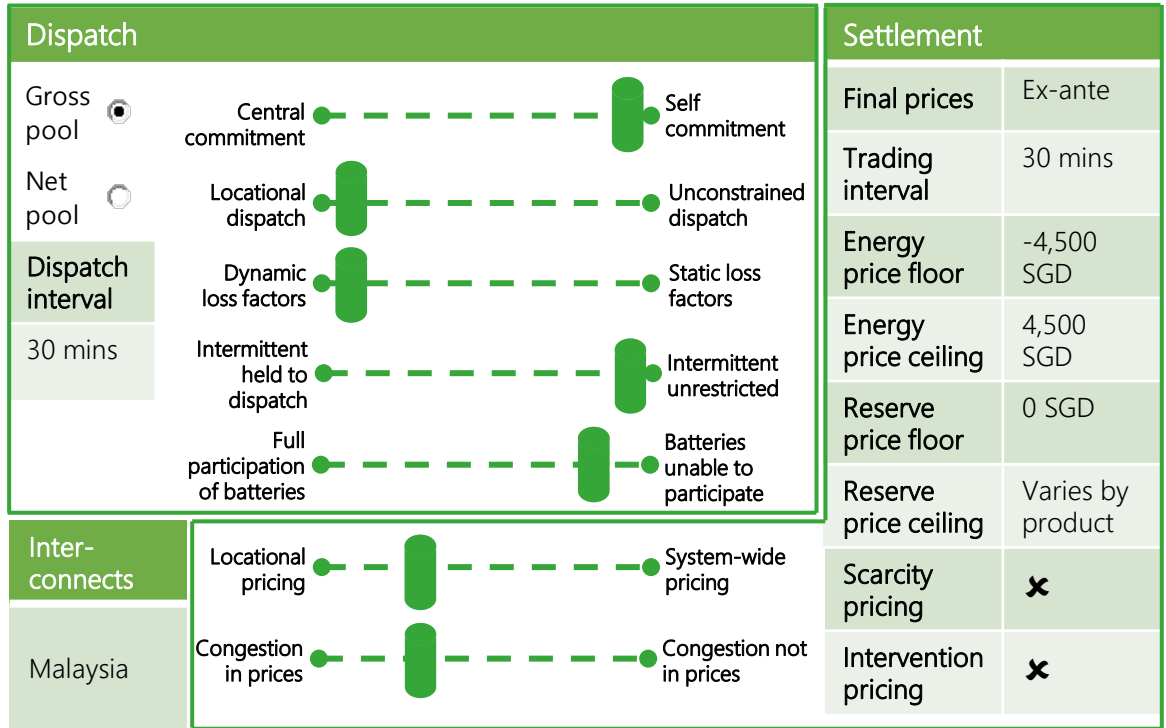 Dispatch
Gross
pool
Net
pool
Dispatch
interval
30 mins
Central
commitment
Self
commitment
Locational
dispatch
Unconstrained
dispatch
Dynamic
loss factors
Static loss
factors
Intermittent
held to
dispatch
Intermittent
unrestricted
Full
participation
of batteries
Batteries
unable to
participate
Inter-
connects
Malaysia
Locational
pricing
System-wide
pricing
Congestion
in prices
Congestion not
in prices
Settlement
Final prices
Ex-ante
Trading
interval
30 mins
Energy
price floor
-4,500
SGD
Energy
price ceiling
4,500
SGD
Reserve
price floor
0 SGD
Reserve
price ceiling
Varies by
product
Scarcity
pricing
✘
Intervention
pricing
✘